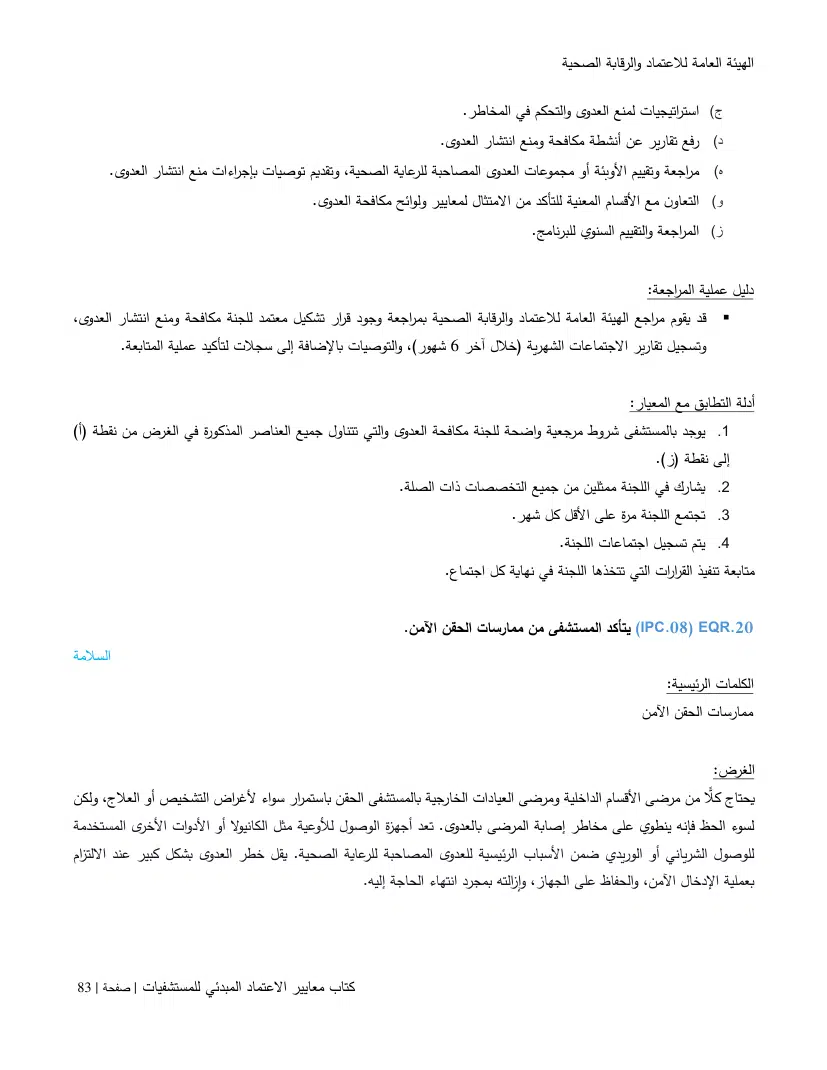 الهيئة العامة للاعتماد والرقابة الصحية
ج) استراتيجيات لمنع العدوى والتحكم في المخاطر.
د) رفع تقارير عن أنشطة مكافحة ومنع انتشار العدوى.
ه) مراجعة وتقييم الأوبئة أو مجموعات العدوى المصاحبة للرعاية الصحية، وتقديم توصيات بإجراءات منع انتشار العدوى.
و) التعاون مع الأقسام المعنية للتأكد من الامتثال لمعايير ولوائح مكافحة العدوى.
ز) المراجعة والتقييم السنوي للبرنامج.
دليل عملية المراجعة:
▪ قد يقوم مراجع الهيئة العامة للاعتماد والرقابة الصحية بمراجعة وجود قرار تشكيل معتمد للجنة مكافحة ومنع انتشار العدوى،
وتسجيل تقارير الاجتماعات الشهرية (خلال آخر 6 شهور)، والتوصيات بالإضافة إلى سجلات لتأكيد عملية المتابعة.
أدلة التطابق مع المعيار:
1. يوجد بالمستشفى شروط مرجعية واضحة للجنة مكافحة العدوى والتي تتناول جميع العناصر المذكورة في الغرض من نقطة (أ)
إلى نقطة (ز).
2. يشارك في اللجنة ممثلين من جميع التخصصات ذات الصلة.
3. تجتمع اللجنة مرة على الأقل كل شهر.
4. يتم تسجيل اجتماعات اللجنة.
متابعة تنفيذ القرارات التي تتخذها اللجنة في نهاية كل اجتماع.
EQR.20 (IPC.08) يتأكد المستشفى من ممارسات الحقن الآمن.
السلامة
الكلمات الرئيسية:
ممارسات الحقن الآمن
الغرض:
يحتاج كلًّا من مرضى الأقسام الداخلية ومرضى العيادات الخارجية بالمستشفى الحقن باستمرار سواء لأغراض التشخيص أو العلاج، ولكن
لسوء الحظ فإنه ينطوي على مخاطر إصابة المرضى بالعدوى. تعد أجهزة الوصول للأوعية مثل الكانيولا أو الأدوات الأخرى المستخدمة
للوصول الشرياني أو الوريدي ضمن الأسباب الرئيسية للعدوى المصاحبة للرعاية الصحية. يقل خطر العدوى بشكل كبير عند الالتزام
بعملية الإدخال الآمن، والحفاظ على الجهاز، وإزالته بمجرد انتهاء الحاجة إليه.
كتاب معايير الاعتماد المبدئي للمستشفيات | صفحة | 83